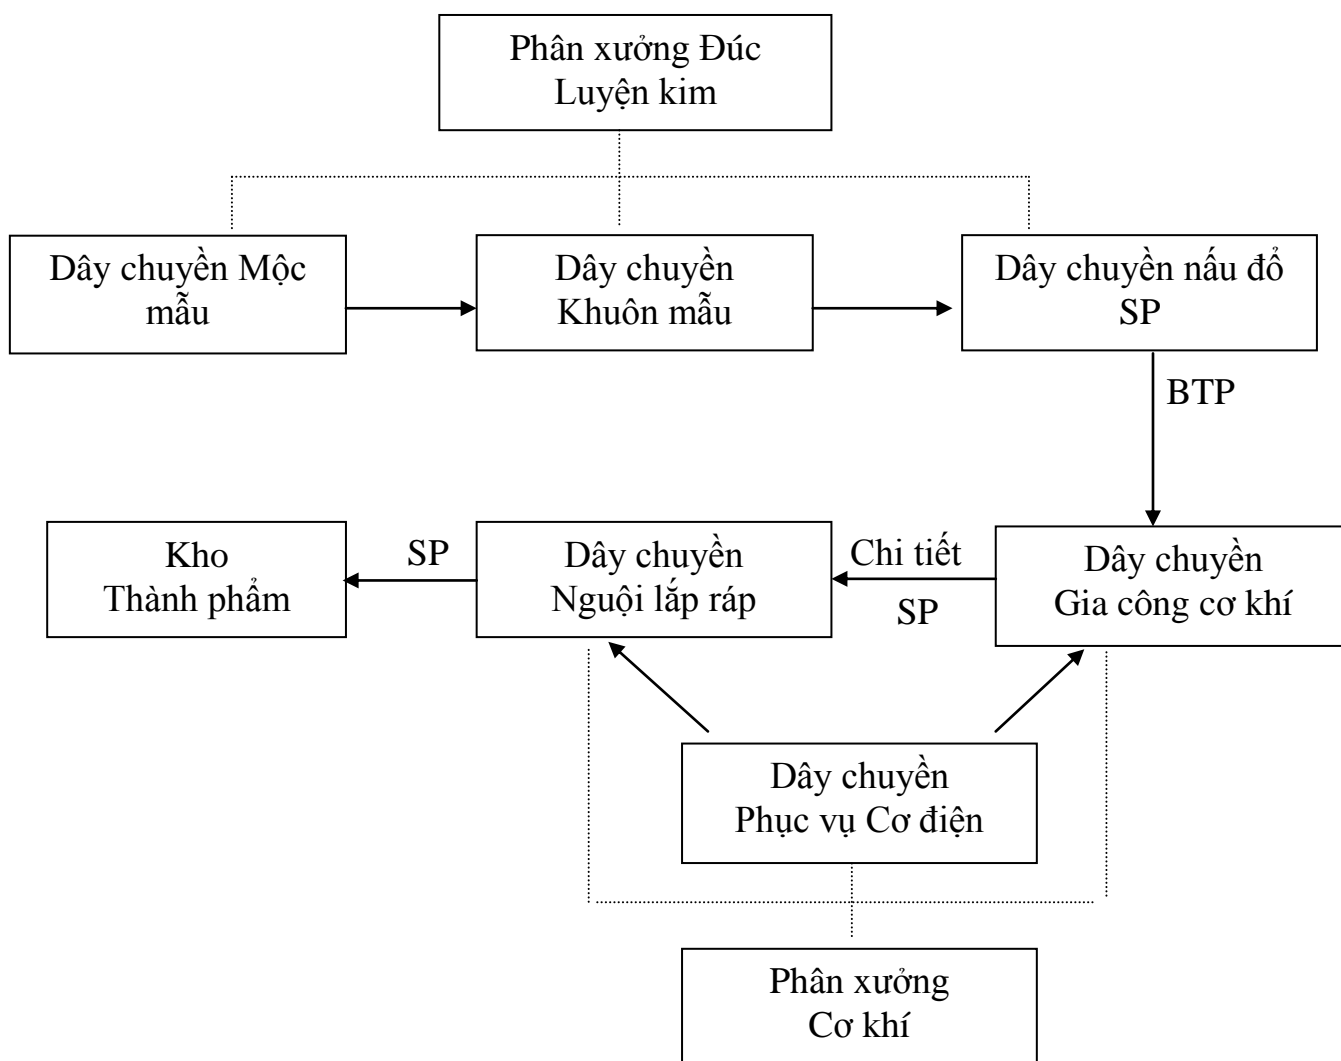 Phân xưởng Đúc
Luyện kim
Dây chuyền Mộc
mẫu
Dây chuyền
Khuôn mẫu
Dây chuyền nấu đổ
SP
BTP
Kho
Thành phẩm
SP
Dây chuyền
Nguội lắp ráp
Chi tiết
SP
Dây chuyền
Gia công cơ khí
Dây chuyền
Phục vụ Cơ điện
Phân xưởng
Cơ khí